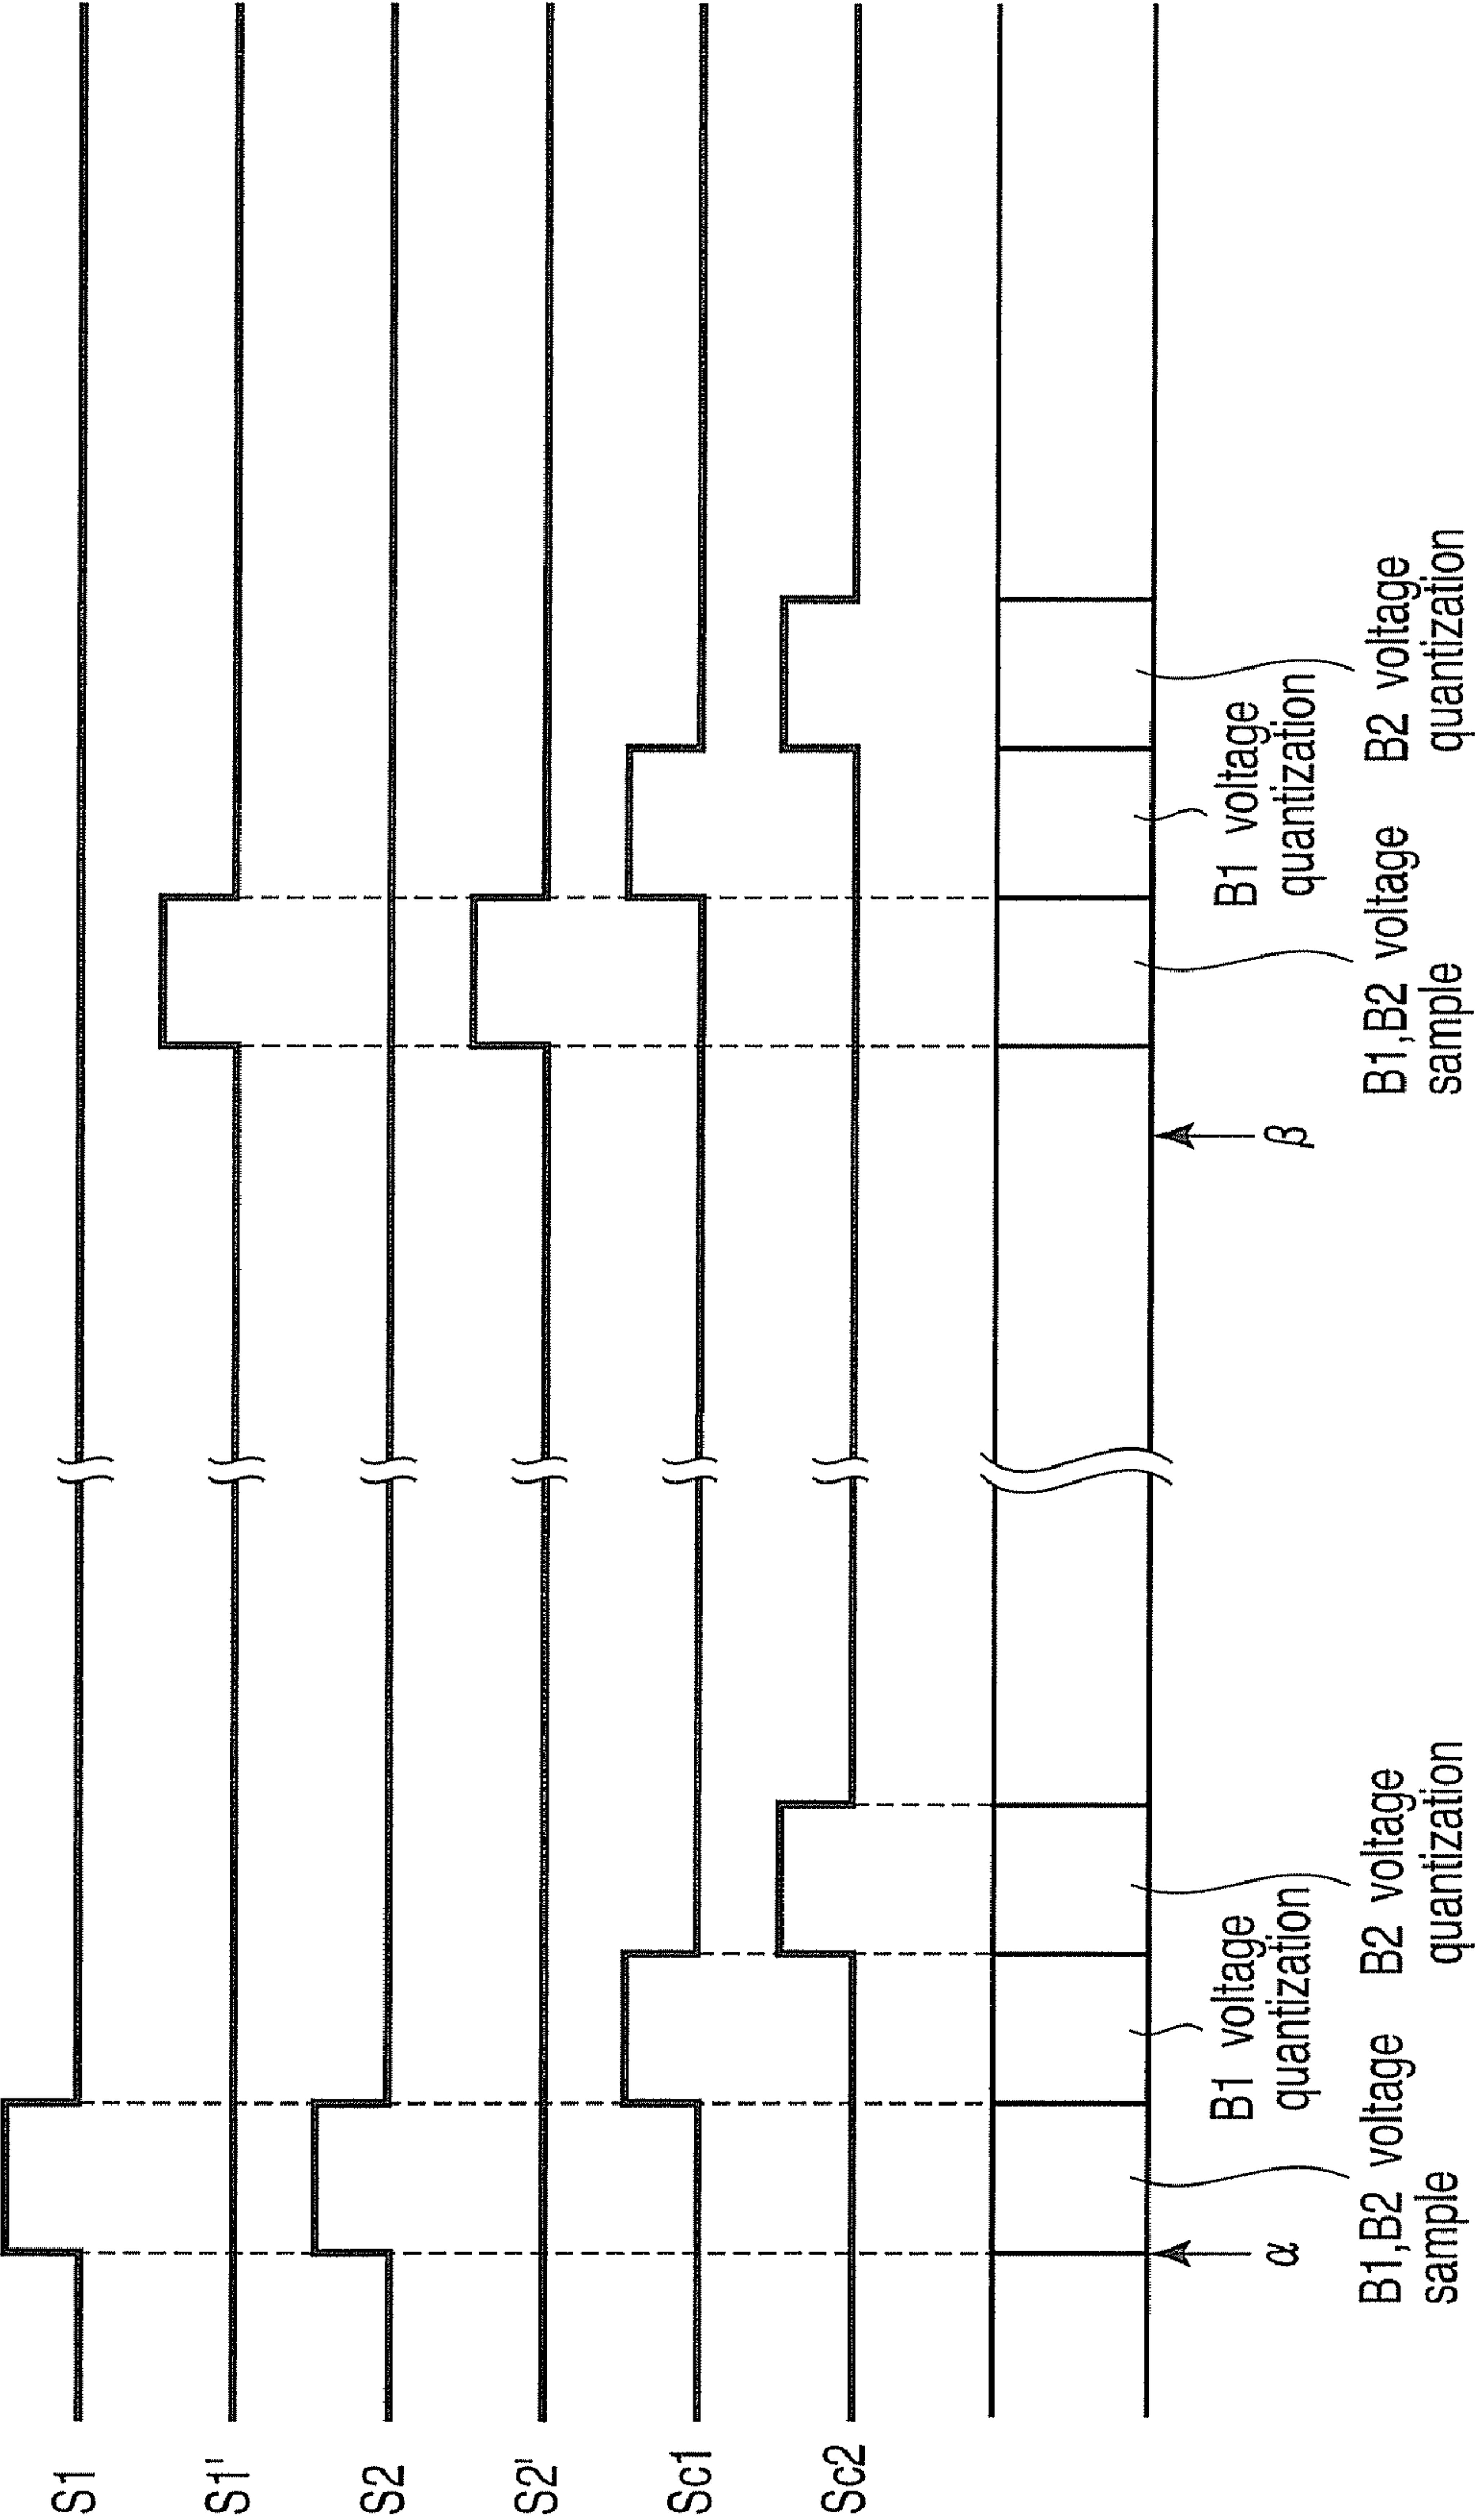 S1
S1'
S2
S2'
Sc1
Sc2
α
B1,B2 voltage
sample
B1 voltage
quantization
B2 voltage
quantization
β
B1,B2 voltage
sample
B1 voltage
quantization
B2 voltage
quantization